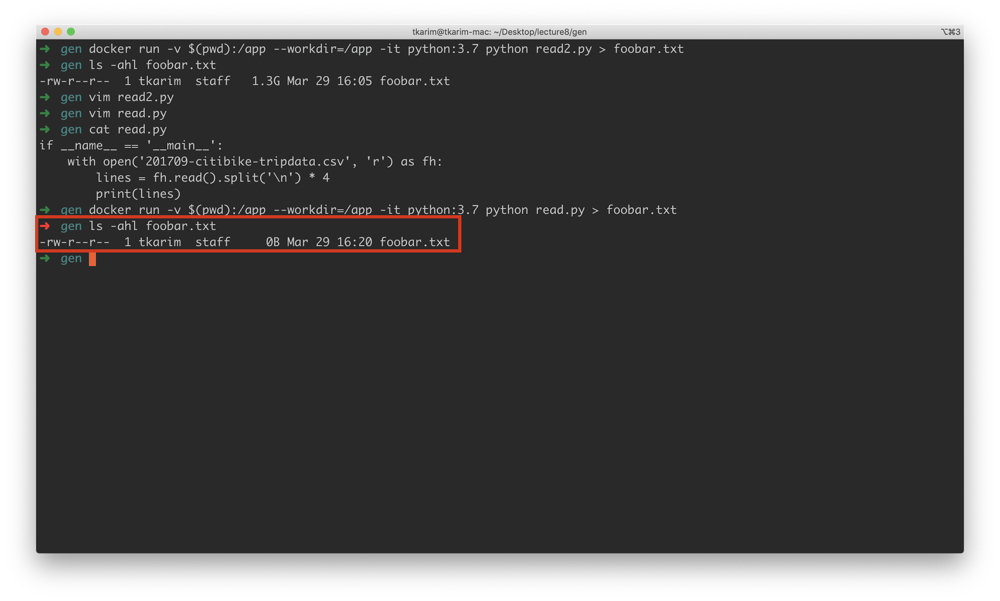 tkarim@tkarim-mac: ~/Desktop/lecture8/gen ⌥⌘3
➜ gen docker run -v $(pwd):/app --workdir=/app -it python:3.7 python read2.py > foobar.txt
➜ gen ls -ahl foobar.txt
-rw-r--r--  1 tkarim  staff   1.3G Mar 29 16:05 foobar.txt
➜ gen vim read2.py
➜ gen vim read.py
➜ gen cat read.py
if __name__ == '__main__':
    with open('201709-citibike-tripdata.csv', 'r') as fh:
        lines = fh.read().split('\n') * 4
        print(lines)
➜ gen docker run -v $(pwd):/app --workdir=/app -it python:3.7 python read.py > foobar.txt
➜ gen ls -ahl foobar.txt
-rw-r--r--  1 tkarim  staff     0B Mar 29 16:20 foobar.txt
➜ gen